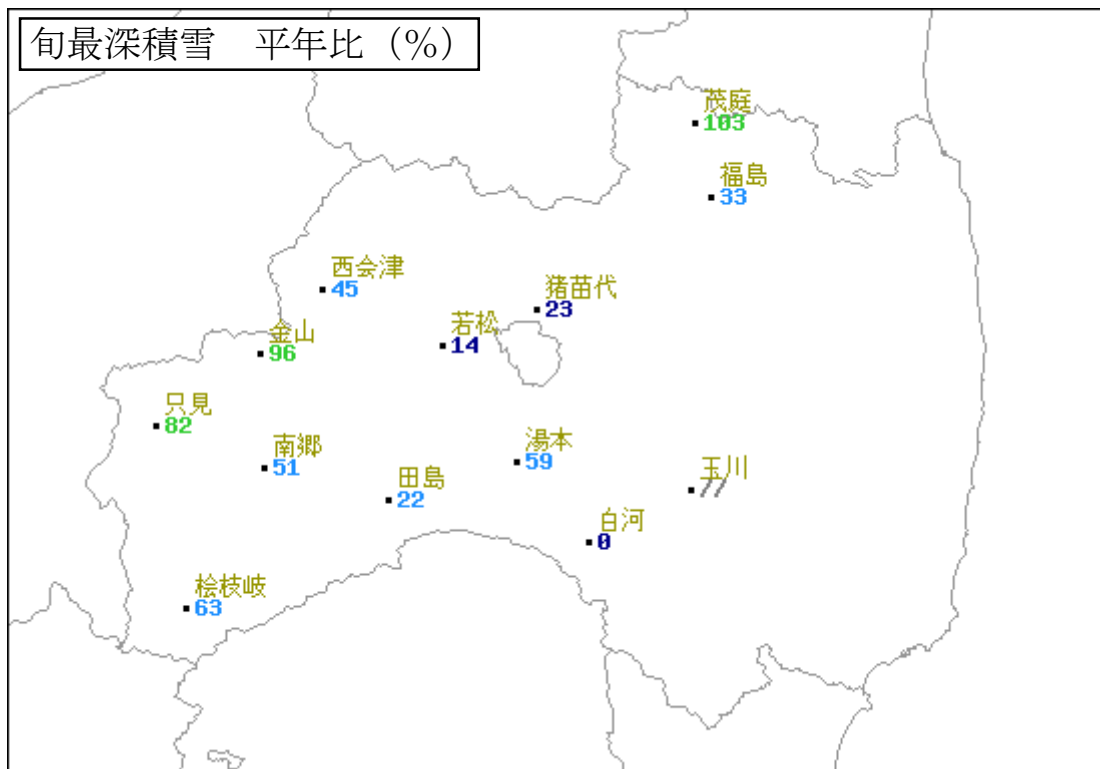 旬最深積雪　平年比（％）
茂庭
103
福島
33
西会津
45
猪苗代
23
若松
14
金山
96
只見
82
南郷
51
湯本
59
田島
22
玉川
//
白河
0
桧枝岐
63